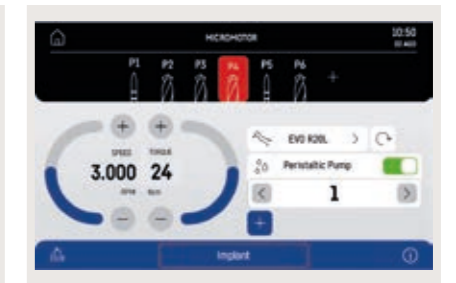 MICROMOTOR
10:50
P1 P2 P3 P4 P5 P6 +
SPEED TORQUE
EVO R20L
3.000 24
Peristaltic Pump
RPM
1
Implant